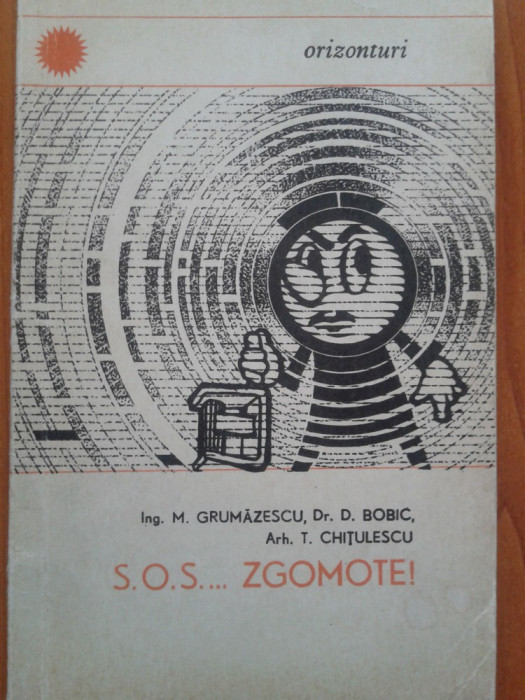 orizonturi
Ing. M. GRUMĂZESCU, Dr. D. BOBIC,
Arh. T. CHIȚULESCU
S.O.S.... ZGOMOTE!